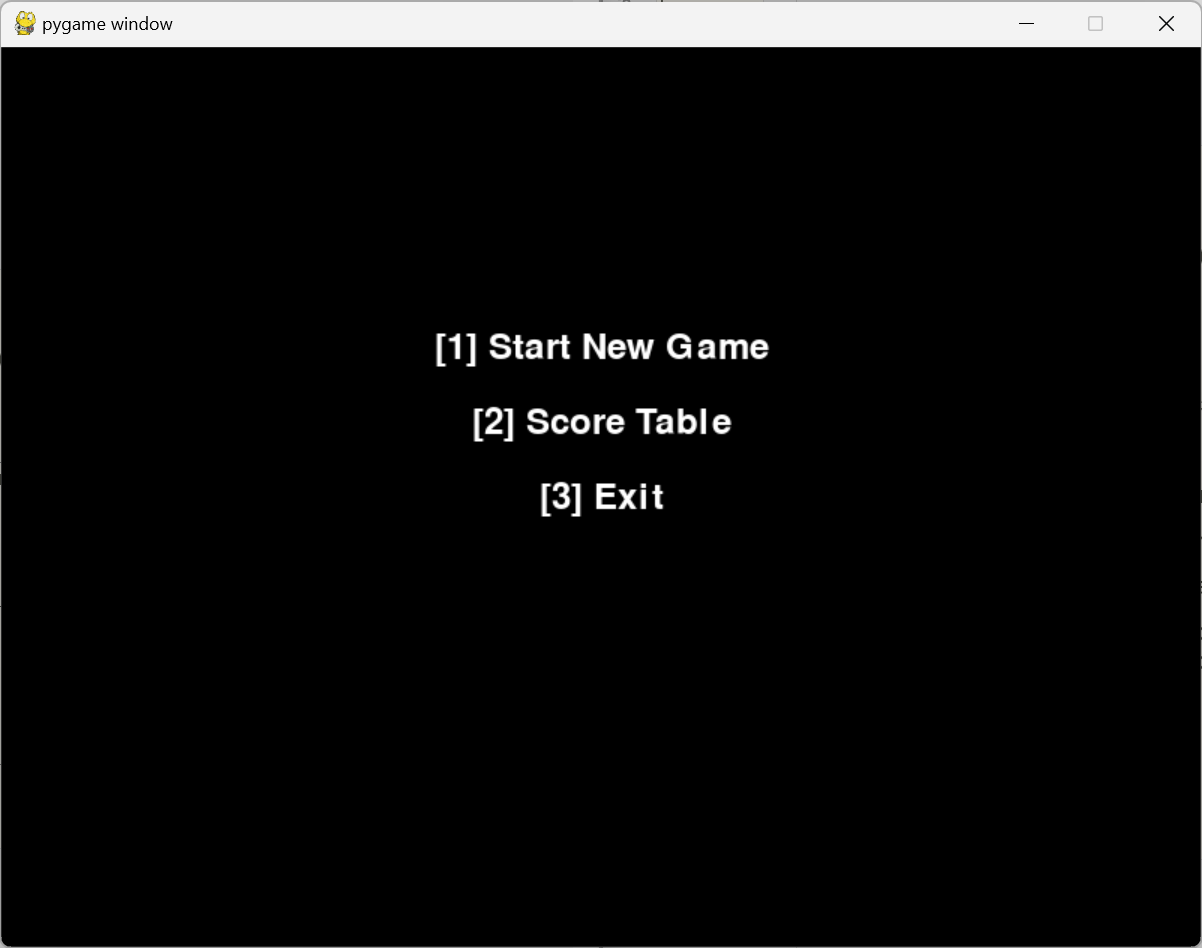 pygame window
[1] Start New Game
[2] Score Table
[3] Exit